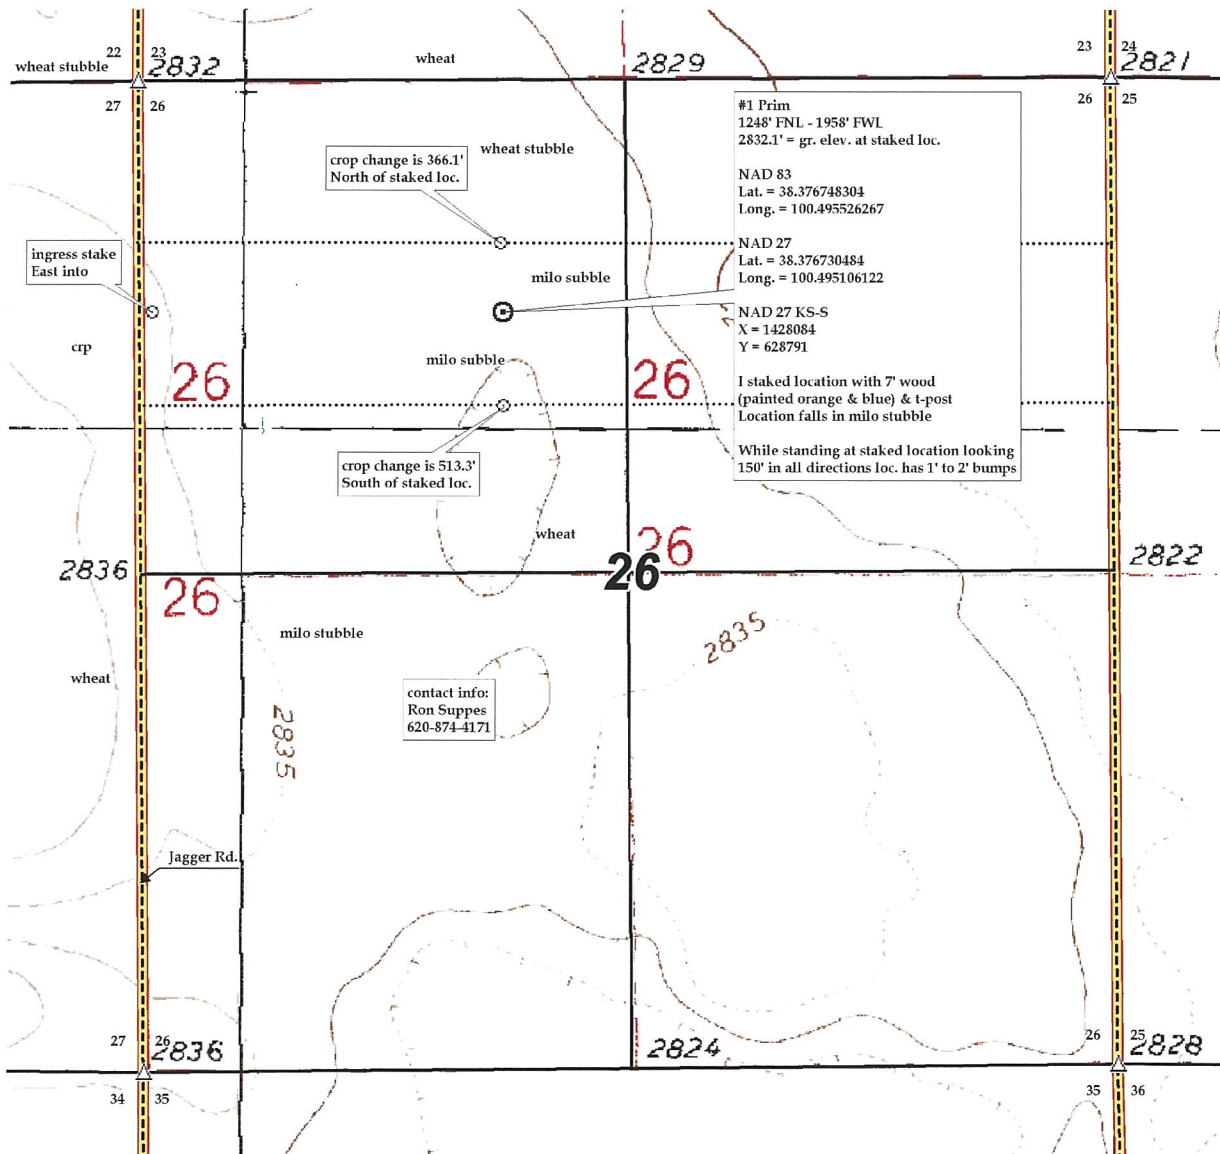 22 23
2832
wheat stubble
wheat
2829
23 24
2821
27 26
26 25
#1 Prim
1248' FNL - 1958' FWL
2832.1' = gr. elev. at staked loc.
NAD 83
Lat. = 38.376748304
Long. = 100.495526267
NAD 27
Lat. = 38.376730484
Long. = 100.495106122
NAD 27 KS-S
X = 1428084
Y = 628791
I staked location with 7' wood
(painted orange & blue) & t-post
Location falls in milo stubble
While standing at staked location looking
150' in all directions loc. has 1' to 2' bumps
wheat stubble
crop change is 366.1'
North of staked loc.
ingress stake
East into
milo subble
crp
milo subble
26
26
crop change is 513.3'
South of staked loc.
wheat
26
26
2836
2822
26
milo stubble
2835
wheat
contact info:
Ron Suppes
620-874-4171
2835
Jagger Rd.
27 26
2836
2824
26 25
2828
34 35
35 36